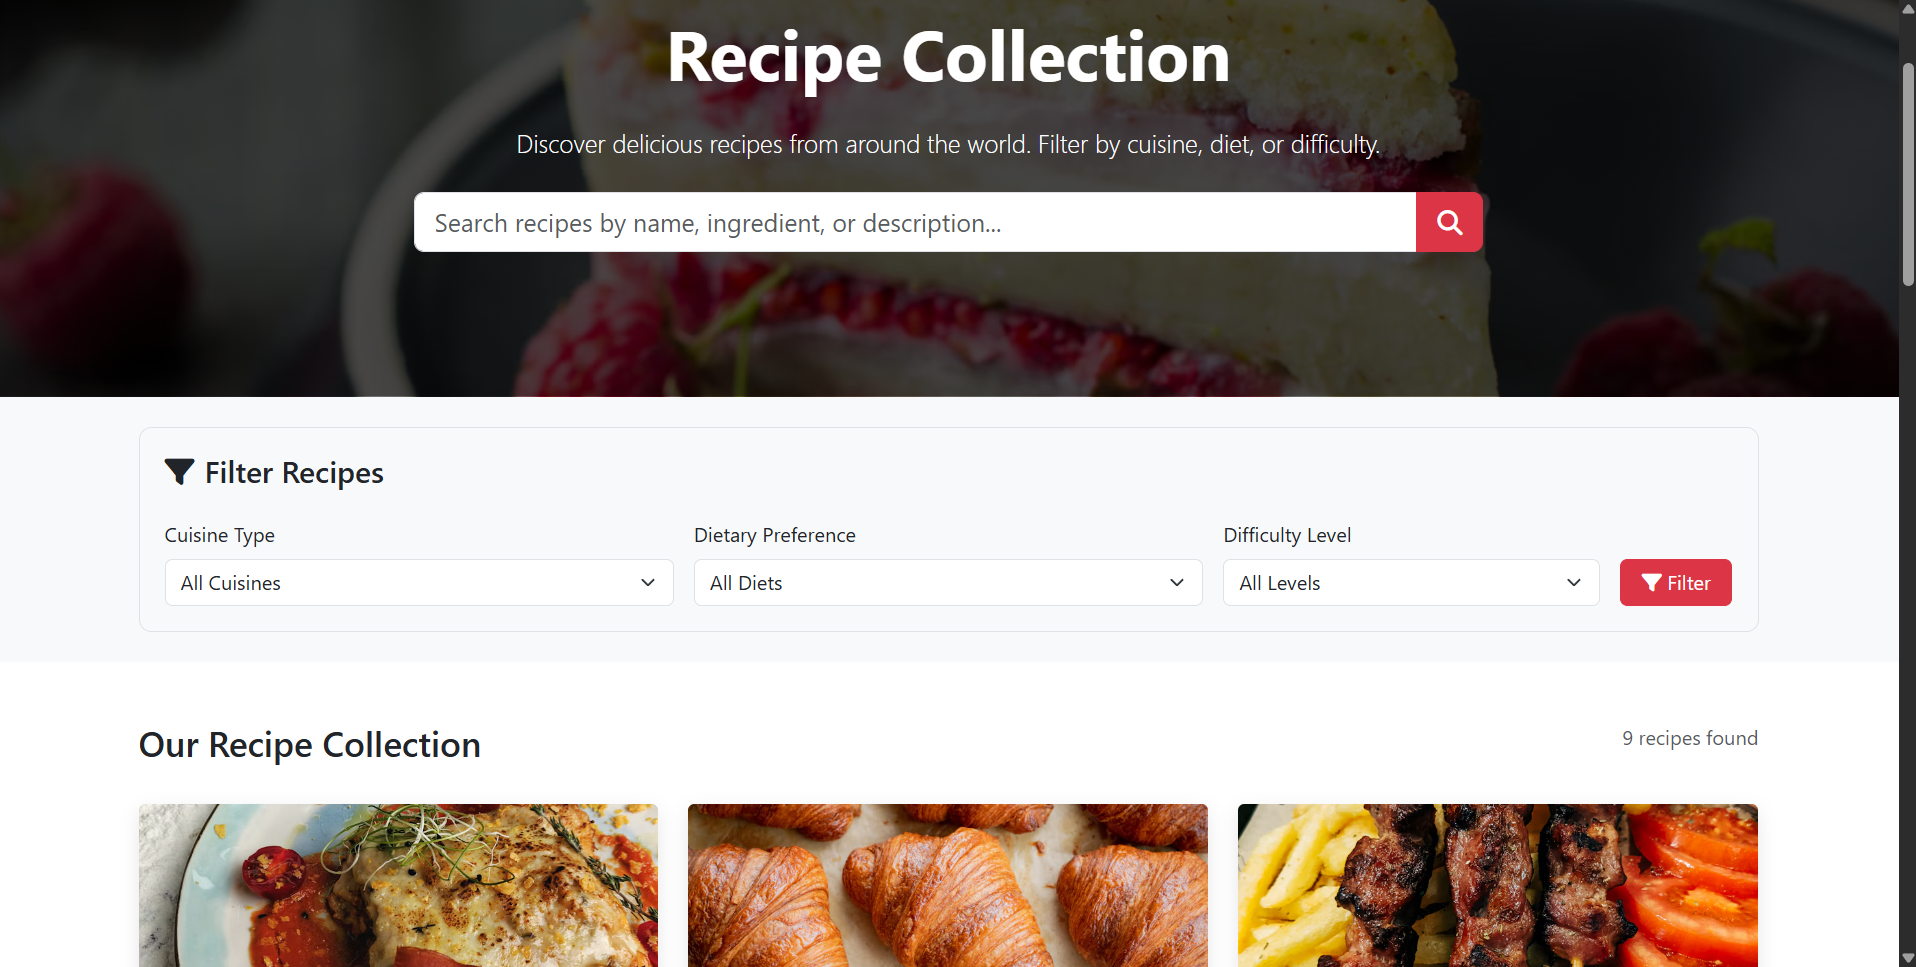 Recipe Collection
Discover delicious recipes from around the world. Filter by cuisine, diet, or difficulty.
Search recipes by name, ingredient, or description...
Filter Recipes
Cuisine Type
Dietary Preference
Difficulty Level
All Cuisines
All Diets
All Levels
Filter
Our Recipe Collection
9 recipes found